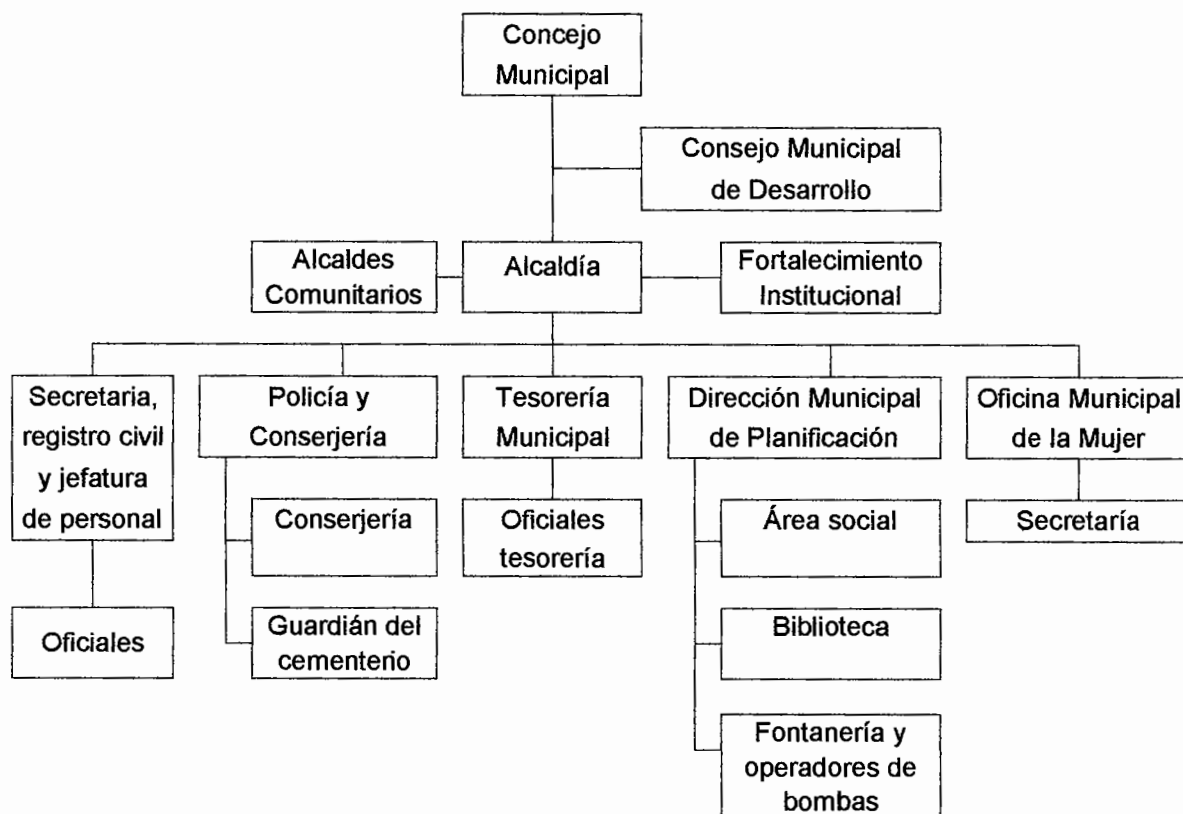 Concejo
Municipal
Consejo Municipal
de Desarrollo
Alcaldes
Comunitarios
Alcaldía
Fortalecimiento
Institucional
Secretaria,
registro civil
y jefatura
de personal
Policía y
Conserjería
Tesorería
Municipal
Dirección Municipal
de Planificación
Oficina Municipal
de la Mujer
Conserjería
Oficiales
tesorería
Área social
Secretaría
Oficiales
Guardián del
cementerio
Biblioteca
Fontanería y
operadores de
bombas